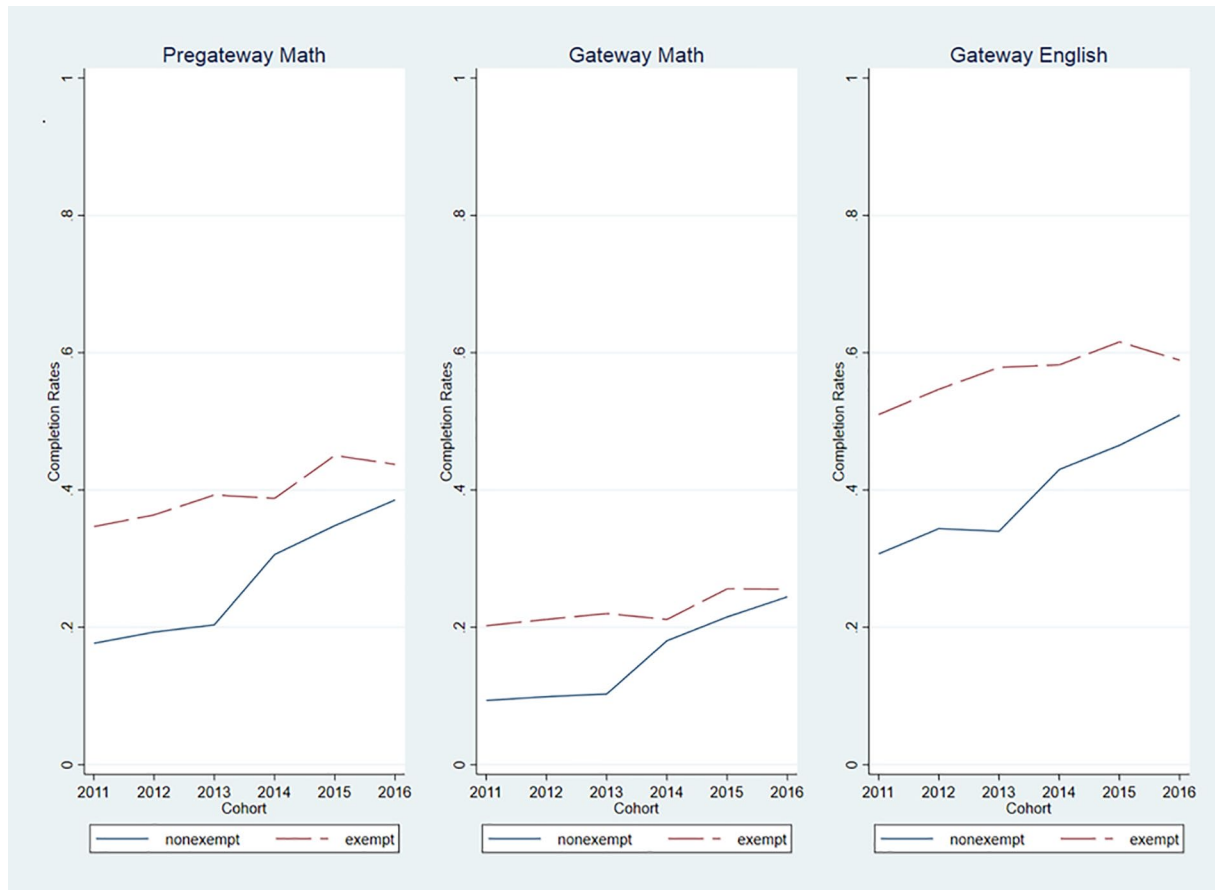 Pregateway Math
Completion Rates
1
.8
.6
.4
.2
0
2011 2012 2013 2014 2015 2016
Cohort
nonexempt exempt
Gateway Math
Completion Rates
1
.8
.6
.4
.2
0
2011 2012 2013 2014 2015 2016
Cohort
nonexempt exempt
Gateway English
Completion Rates
1
.8
.6
.4
.2
0
2011 2012 2013 2014 2015 2016
Cohort
nonexempt exempt